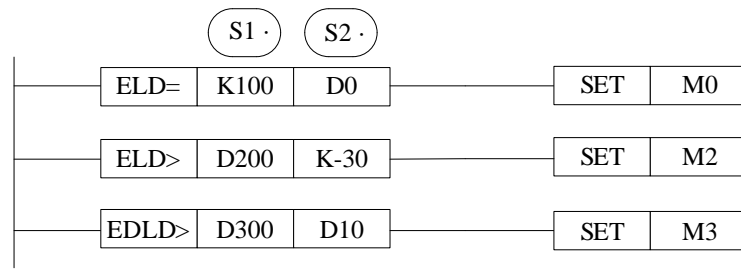 S1 · S2 ·
ELD= K100 D0 SET M0
ELD> D200 K-30 SET M2
EDLD> D300 D10 SET M3